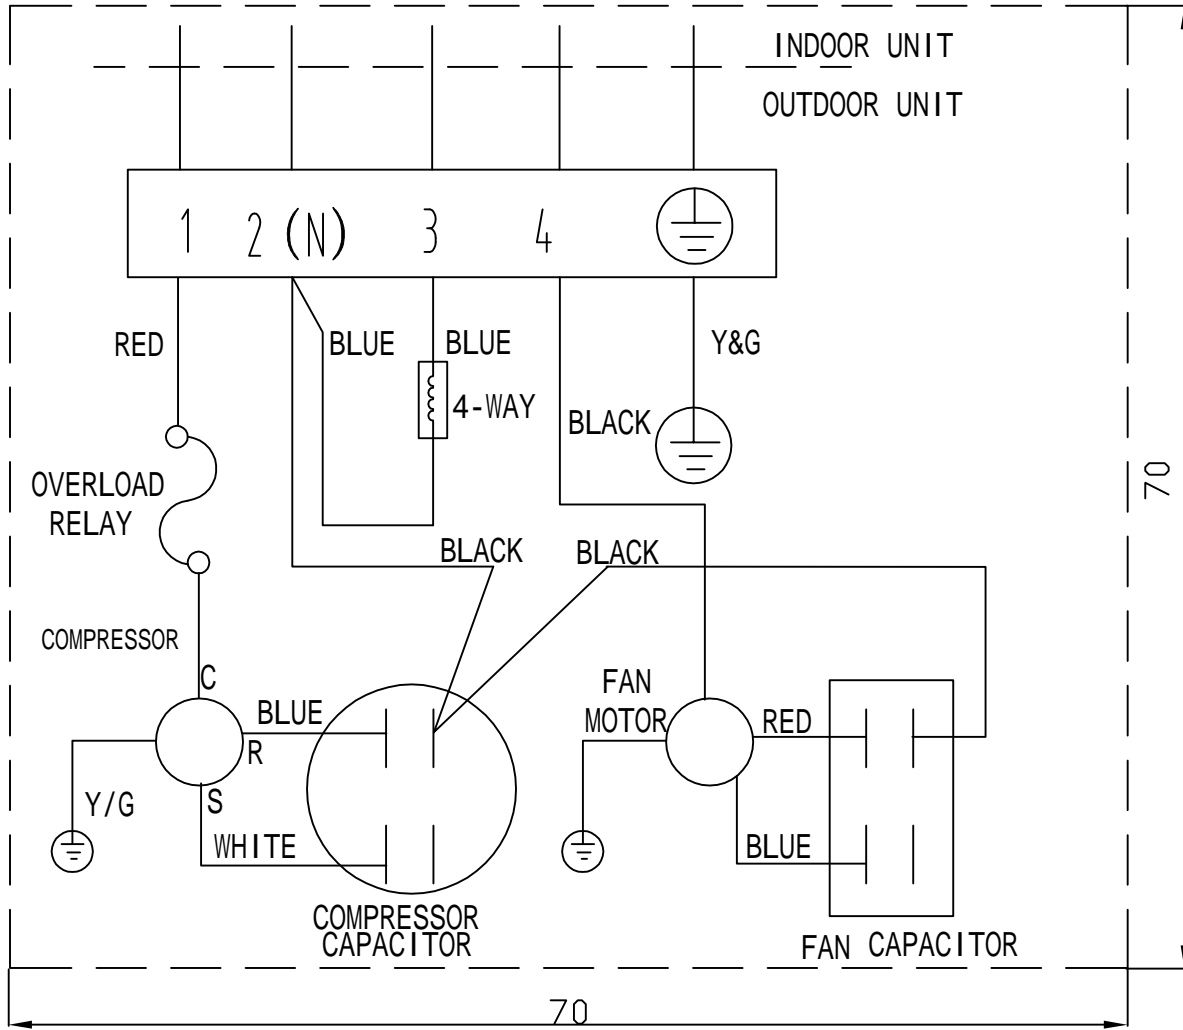 INDOOR UNIT
OUTDOOR UNIT
1 2(N) 3 4
RED
BLUE
BLUE
Y&G
4-WAY
BLACK
OVERLOAD
RELAY
70
BLACK
BLACK
COMPRESSOR
C
FAN
MOTOR
BLUE
RED
R
Y/G
S
WHITE
BLUE
COMPRESSOR
CAPACITOR
FAN CAPACITOR
70